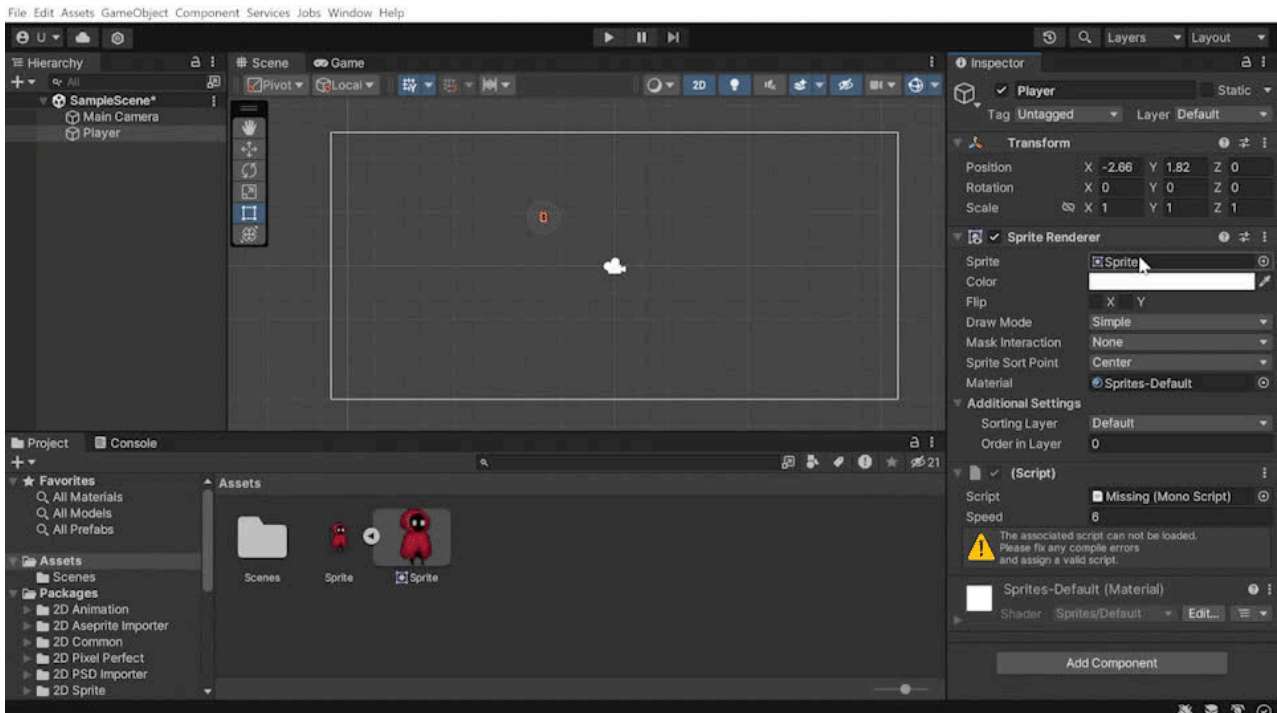 File Edit Assets GameObject Component Services Jobs Window Help
U Layers Layout
Hierarchy
All
SampleScene*
Main Camera
Player
Scene Game
Pivot Local 2D
Inspector
Player Static
Tag Untagged Layer Default
Transform
Position X -2.66 Y 1.82 Z 0
Rotation X 0 Y 0 Z 0
Scale X 1 Y 1 Z 1
Sprite Renderer
Sprite Sprite
Color
Flip X Y
Draw Mode Simple
Mask Interaction None
Sprite Sort Point Center
Material Sprites-Default
Additional Settings
Sorting Layer Default
Order in Layer 0
(Script)
Script Missing (Mono Script)
Speed 6
The associated script can not be loaded.
Please fix any compile errors
and assign a valid script.
Sprites-Default (Material)
Shader Sprites/Default Edit...
Add Component
Project Console
21
Favorites
All Materials
All Models
All Prefabs
Assets
Scenes
Packages
2D Animation
2D Aseprite Importer
2D Common
2D Pixel Perfect
2D PSD Importer
2D Sprite
Assets
Scenes Sprite Sprite